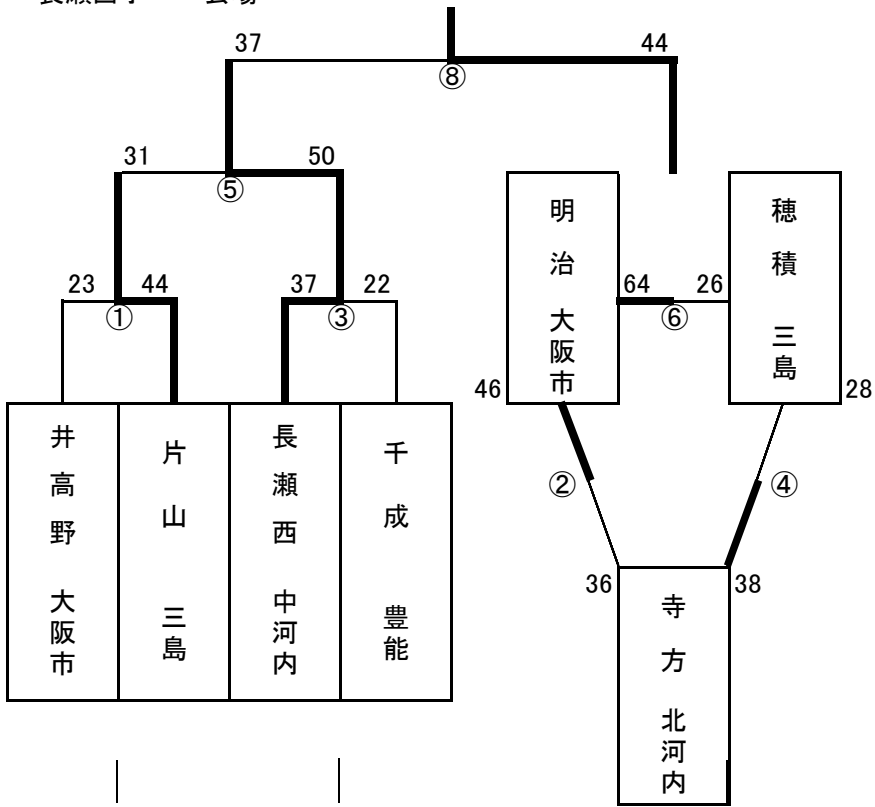 37 44
⑧
31 50
⑤
23 44 37 22
① ③
64 26
⑥
46 28
② ④
36 38
井高野 大阪市
片山 三島
長瀬西 中河内
千成 豊能
明治 大阪市
穂積 三島
寺方 北河内